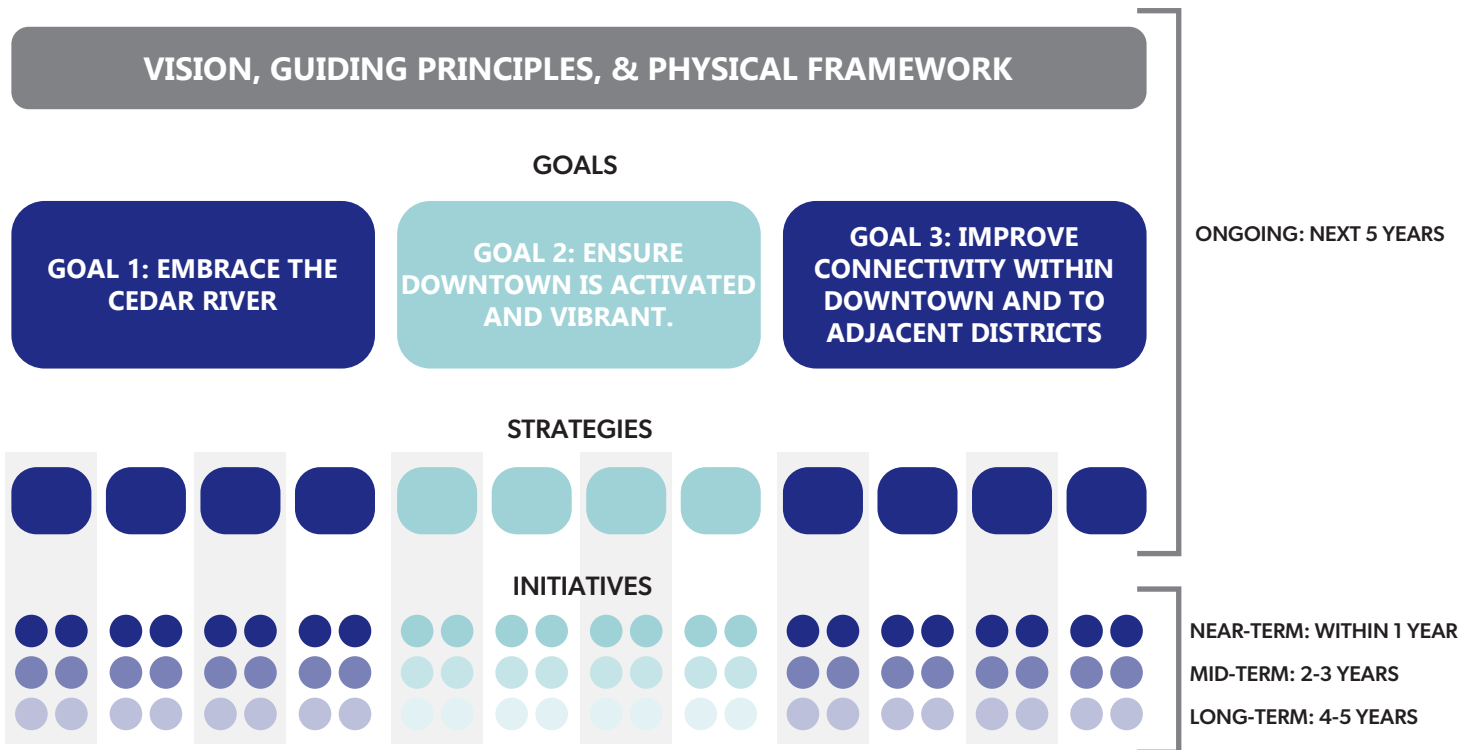 VISION, GUIDING PRINCIPLES, & PHYSICAL FRAMEWORK
GOALS
GOAL 1: EMBRACE THE
CEDAR RIVER
GOAL 2: ENSURE
DOWNTOWN IS ACTIVATED
AND VIBRANT.
GOAL 3: IMPROVE
CONNECTIVITY WITHIN
DOWNTOWN AND TO
ADJACENT DISTRICTS
ONGOING: NEXT 5 YEARS
STRATEGIES
INITIATIVES
NEAR-TERM: WITHIN 1 YEAR
MID-TERM: 2-3 YEARS
LONG-TERM: 4-5 YEARS